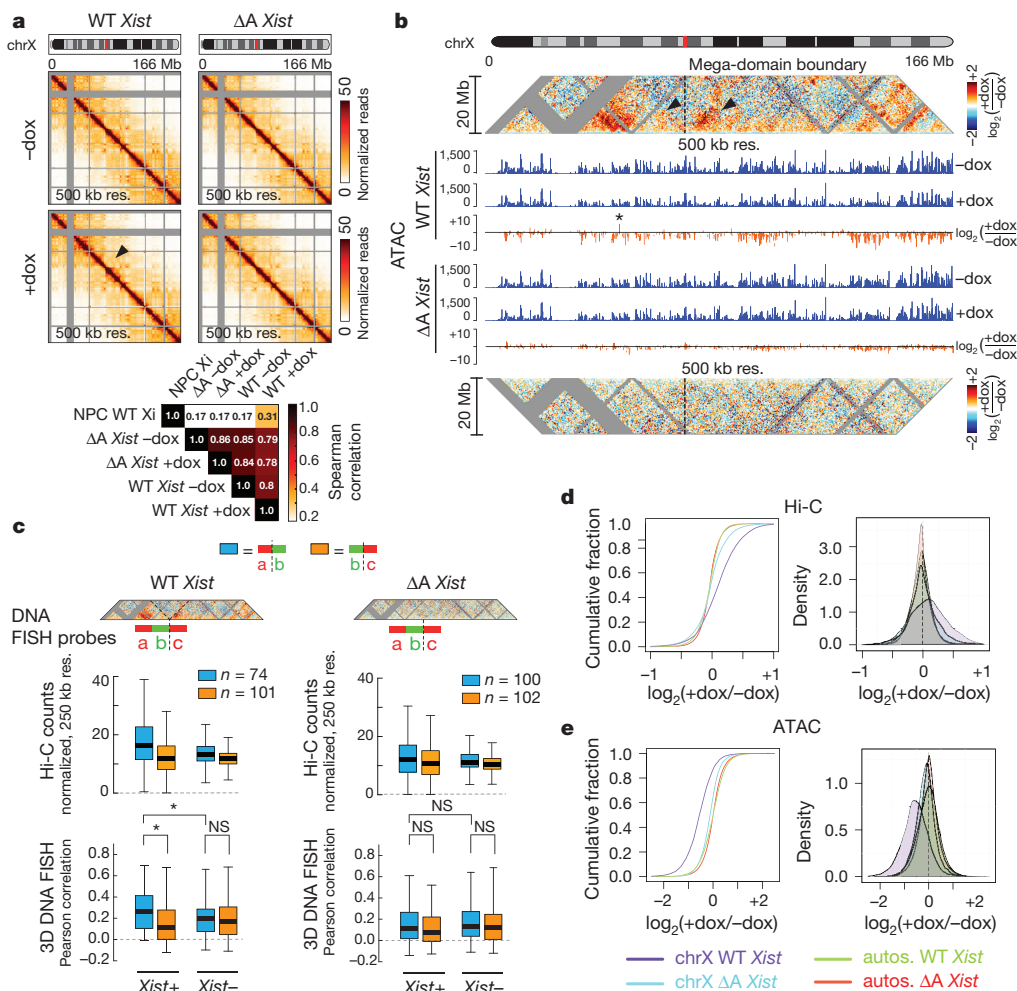 a
WT Xist
ΔA Xist
chrX
0
166 Mb
0
166 Mb
–dox
500 kb res.
500 kb res.
50
0
Normalized reads
+dox
500 kb res.
500 kb res.
50
0
Normalized reads
NPC Xi
ΔA –dox
ΔA +dox
WT –dox
WT +dox
NPC WT Xi
1.0 0.17 0.17 0.17 0.31
ΔA Xist –dox
1.0 0.86 0.85 0.79
ΔA Xist +dox
1.0 0.84 0.78
WT Xist –dox
1.0 0.8
WT Xist +dox
1.0
1.0
0.8
0.6
0.4
0.2
Spearman
correlation
b
chrX
0
Mega-domain boundary
166 Mb
20 Mb
500 kb res.
+2
–2
log2(+dox/–dox)
ATAC
WT Xist
1,500
0
–dox
1,500
0
+dox
+10
–10
*
log2(+dox/–dox)
ΔA Xist
1,500
0
–dox
1,500
0
+dox
+10
–10
log2(+dox/–dox)
500 kb res.
20 Mb
+2
–2
log2(+dox/–dox)
c
= a b
= b c
WT Xist
ΔA Xist
DNA
FISH probes
a b c
a b c
Hi-C counts
normalized, 250 kb res.
40
20
0
n = 74
n = 101
40
20
0
n = 100
n = 102
Hi-C counts
normalized, 250 kb res.
3D DNA FISH
Pearson correlation
0.8
0.6
0.4
0.2
0.0
–0.2
*
*
NS
Xist+
Xist–
3D DNA FISH
Pearson correlation
0.8
0.6
0.4
0.2
0.0
–0.2
NS
NS
NS
Xist+
Xist–
d
Hi-C
Cumulative fraction
1.0
0.8
0.6
0.4
0.2
0.0
–1
0
+1
log2(+dox/–dox)
Density
3.0
2.0
1.0
0.0
–1
0
+1
log2(+dox/–dox)
e
ATAC
Cumulative fraction
1.0
0.8
0.6
0.4
0.2
0.0
–2
0
+2
log2(+dox/–dox)
Density
1.0
0.5
0.0
–2
0
+2
log2(+dox/–dox)
chrX WT Xist
autos. WT Xist
chrX ΔA Xist
autos. ΔA Xist